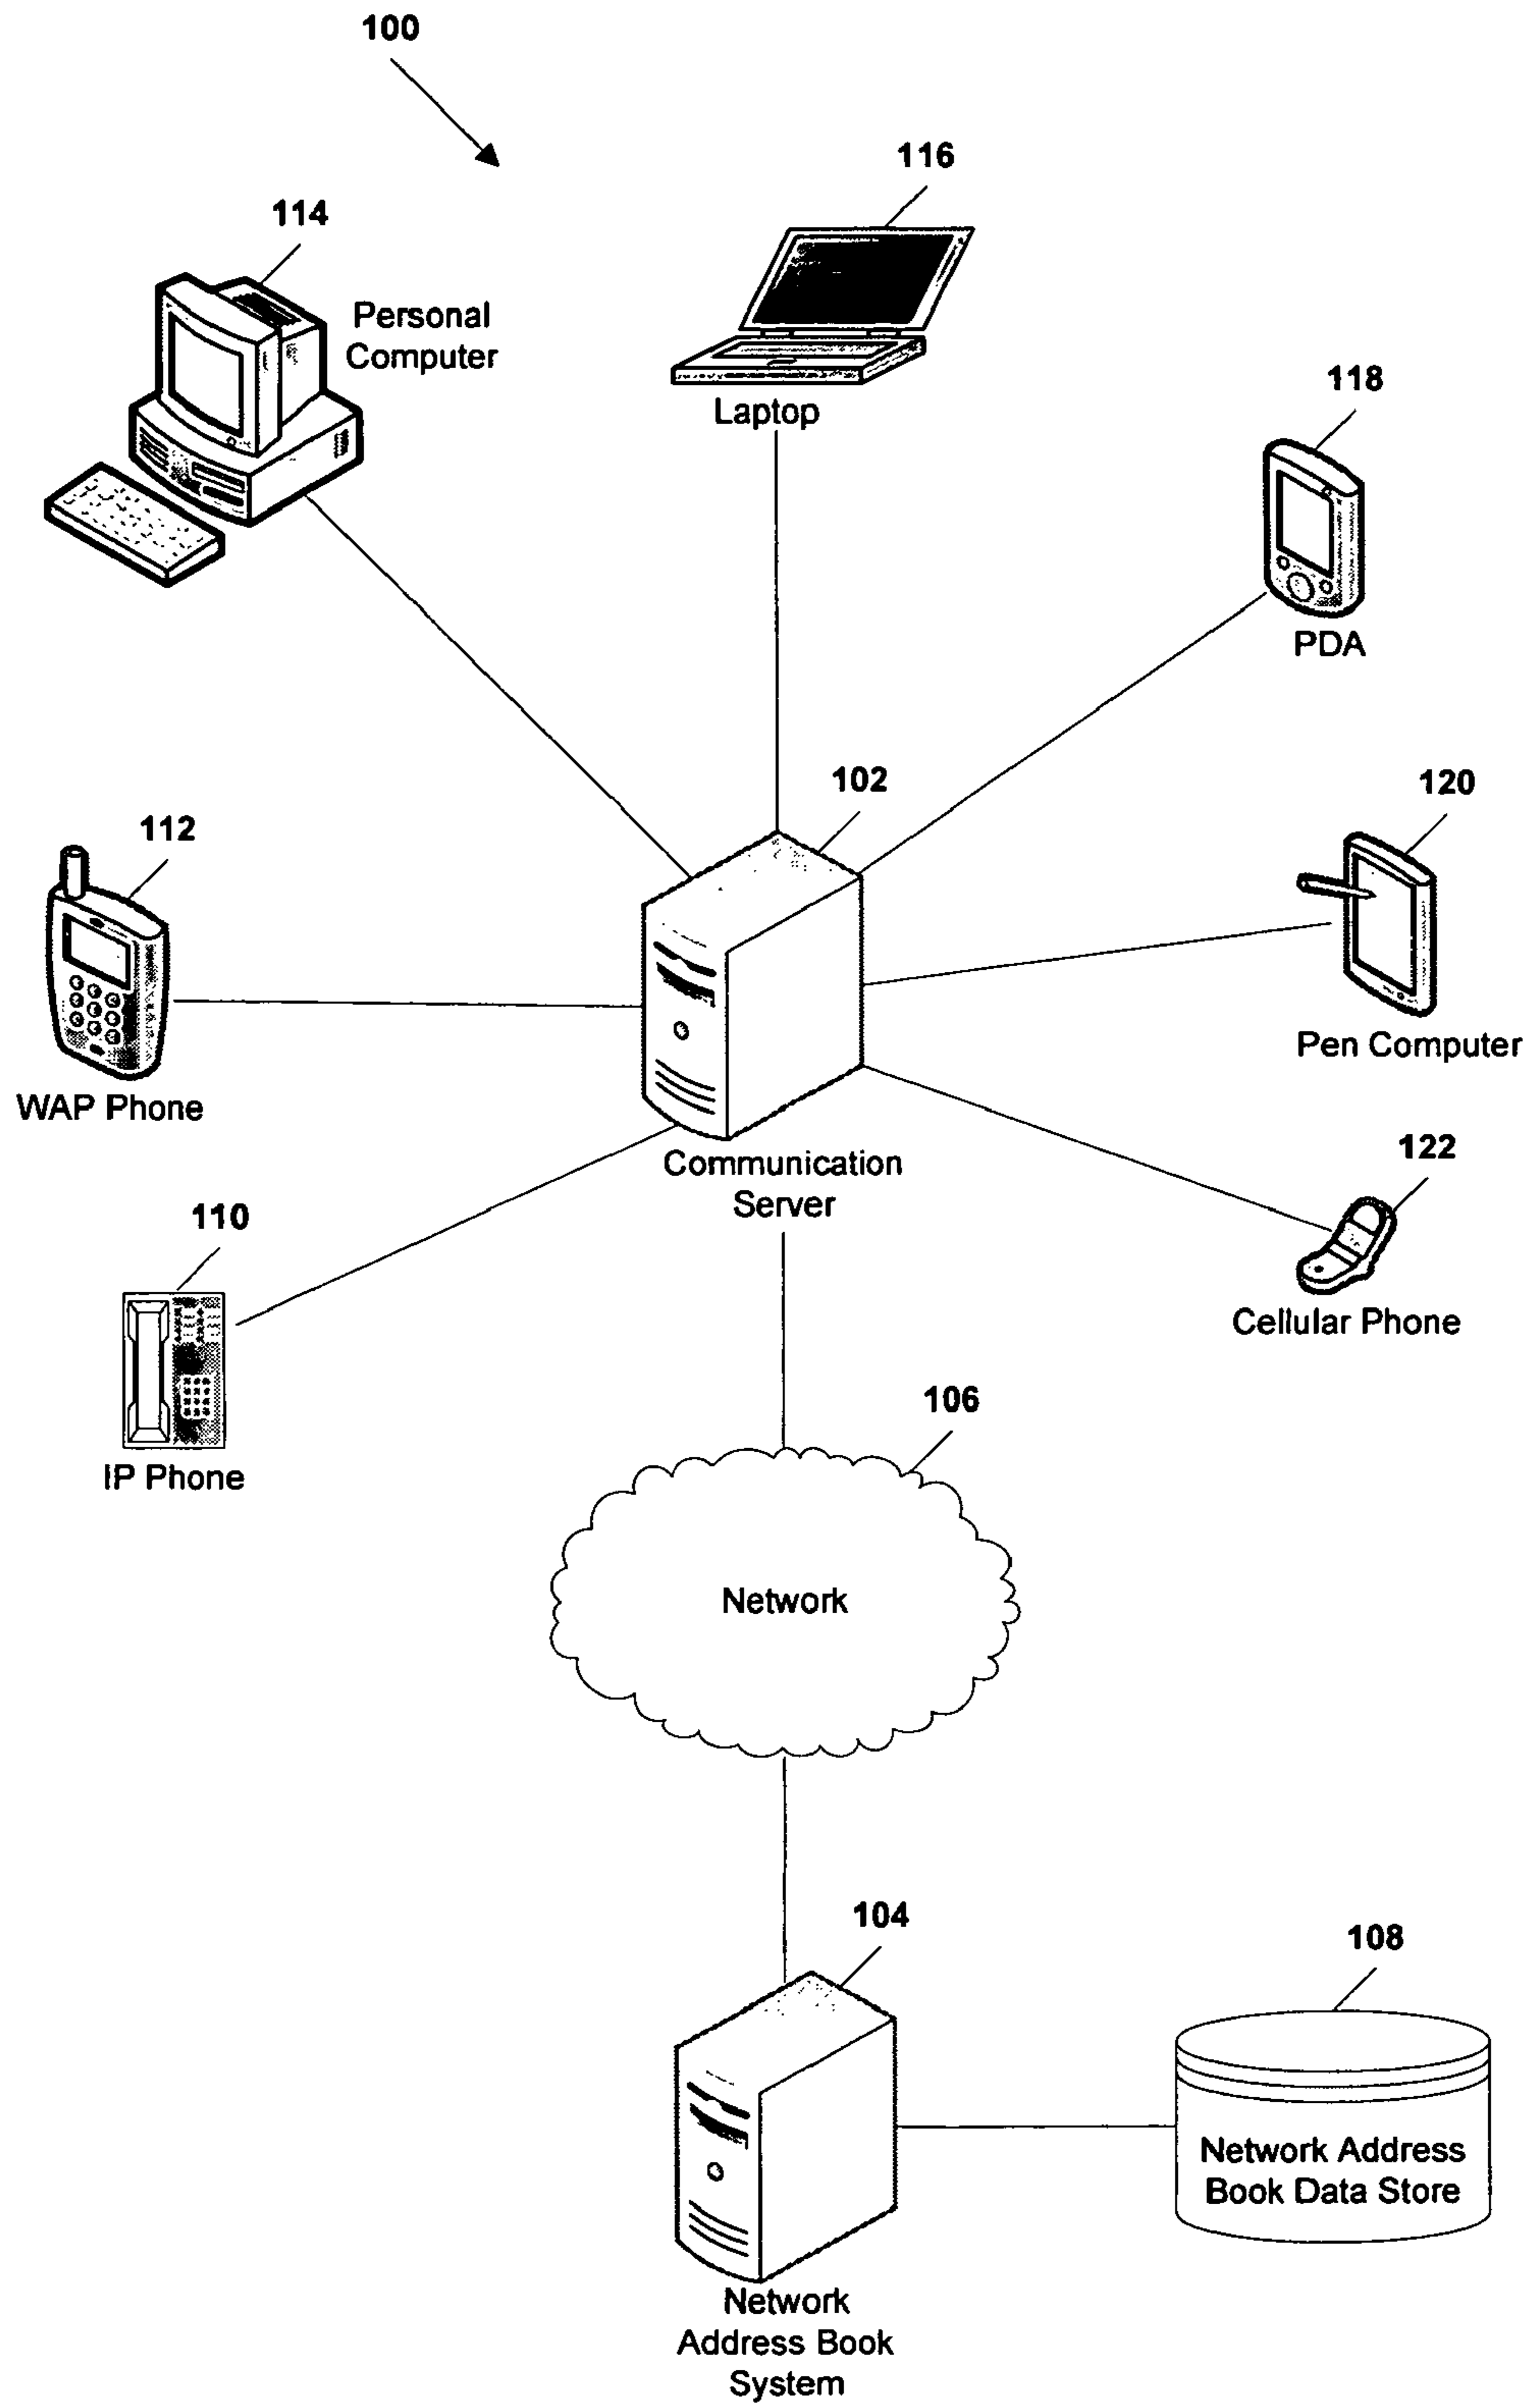 100
116
114
Personal
Computer
Laptop
118
PDA
102
120
112
Pen Computer
WAP Phone
Communication
Server
122
110
Cellular Phone
106
IP Phone
Network
104
108
Network Address
Book Data Store
Network
Address Book
System